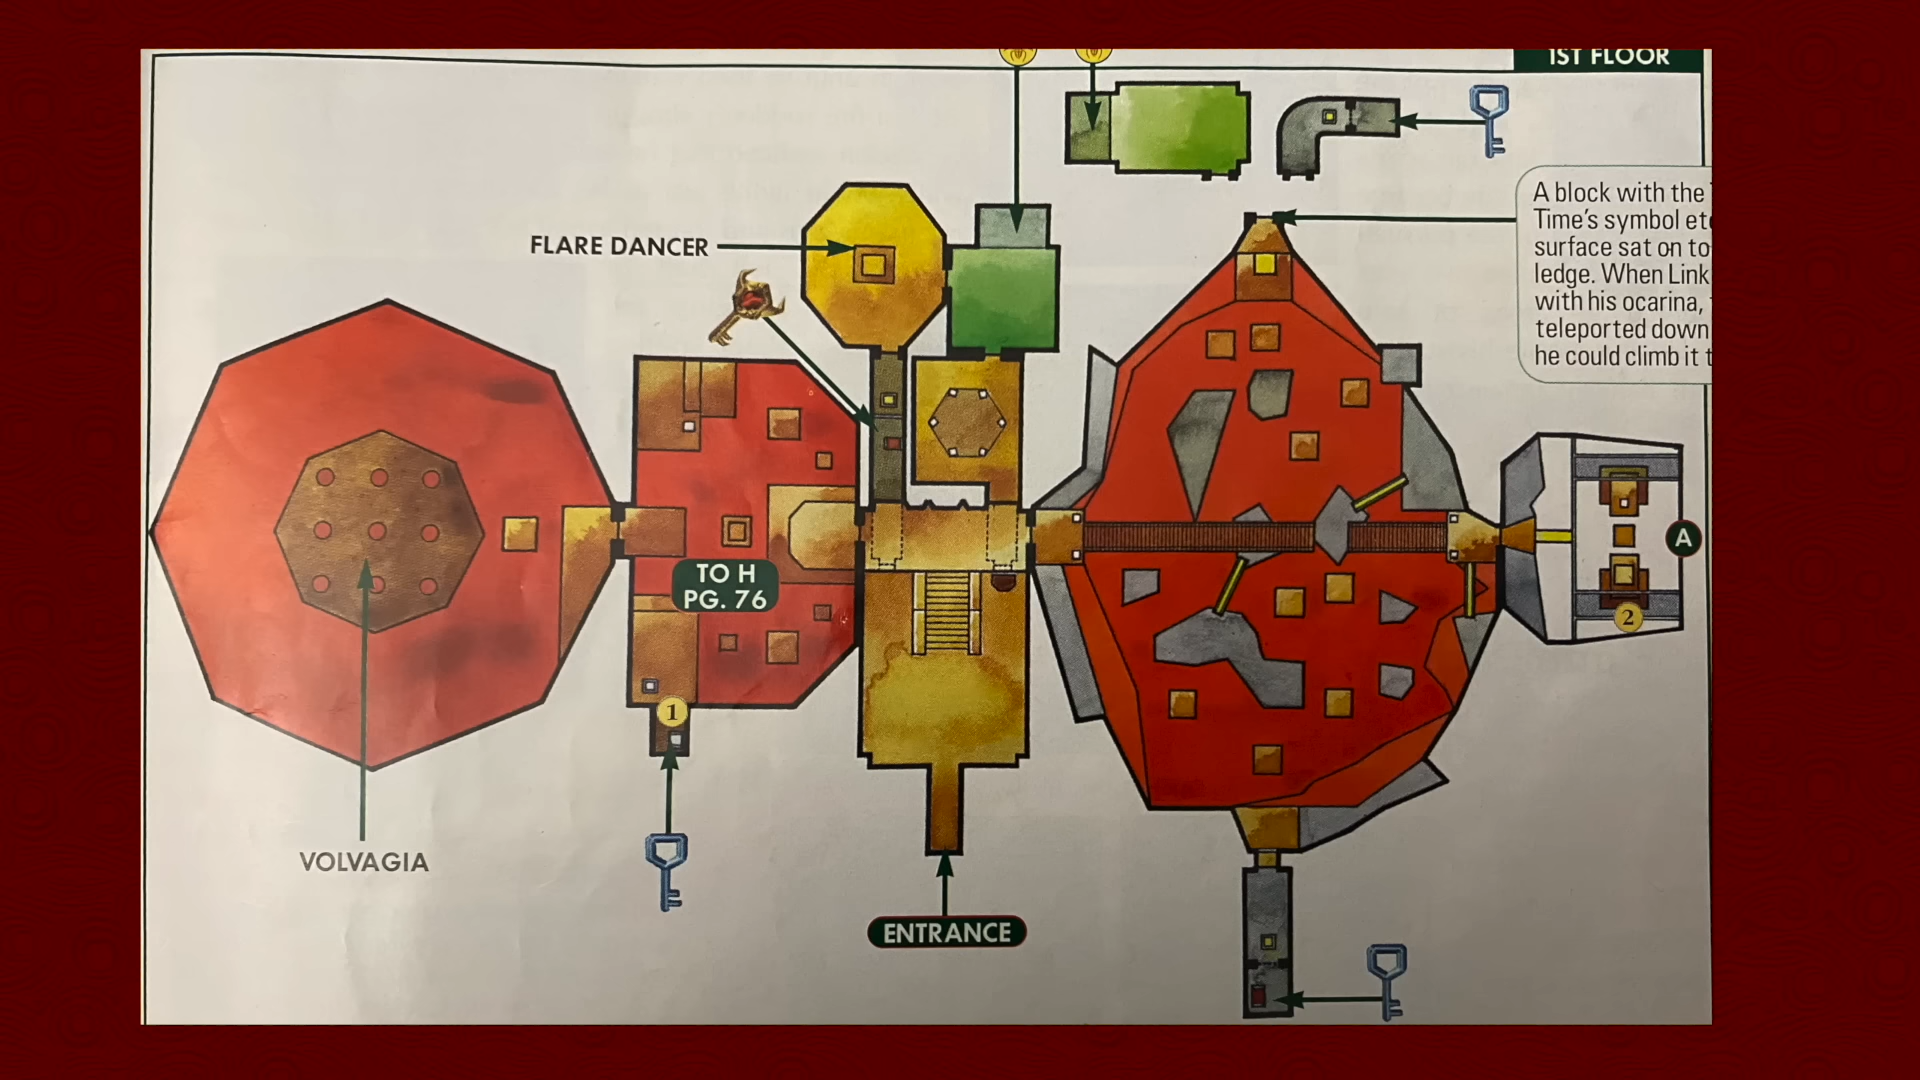 1ST FLOOR
A block with the
Time's symbol
surface sat on to
ledge. When Link
with his ocarina,
teleported down
he could climb it
FLARE DANCER
TO H
PG. 76
A
2
1
VOLVAGIA
ENTRANCE